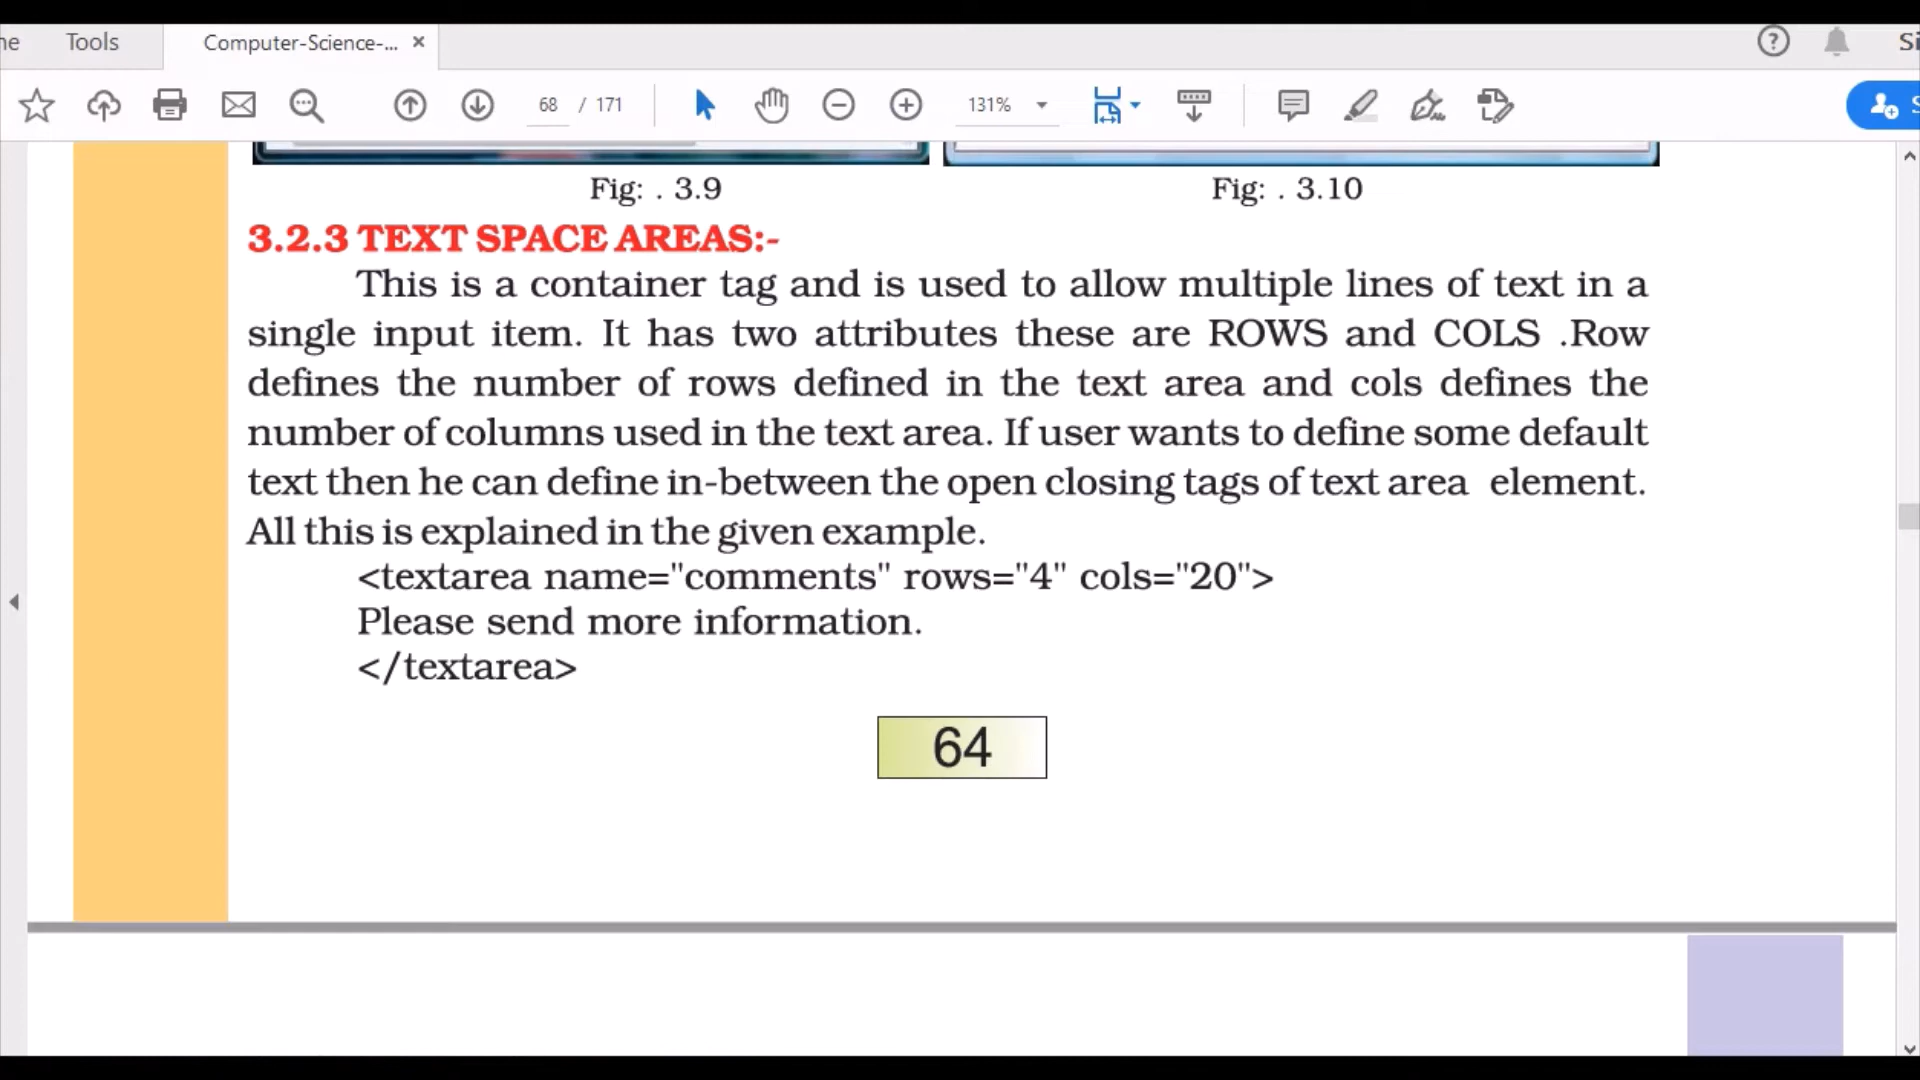 Tools
Computer-Science-... ×
68 / 171
131%
Fig: . 3.9
Fig: . 3.10
3.2.3 TEXT SPACE AREAS:-
This is a container tag and is used to allow multiple lines of text in a
single input item. It has two attributes these are ROWS and COLS .Row
defines the number of rows defined in the text area and cols defines the
number of columns used in the text area. If user wants to define some default
text then he can define in-between the open closing tags of text area element.
All this is explained in the given example.
<textarea name="comments" rows="4" cols="20">
Please send more information.
</textarea>
64